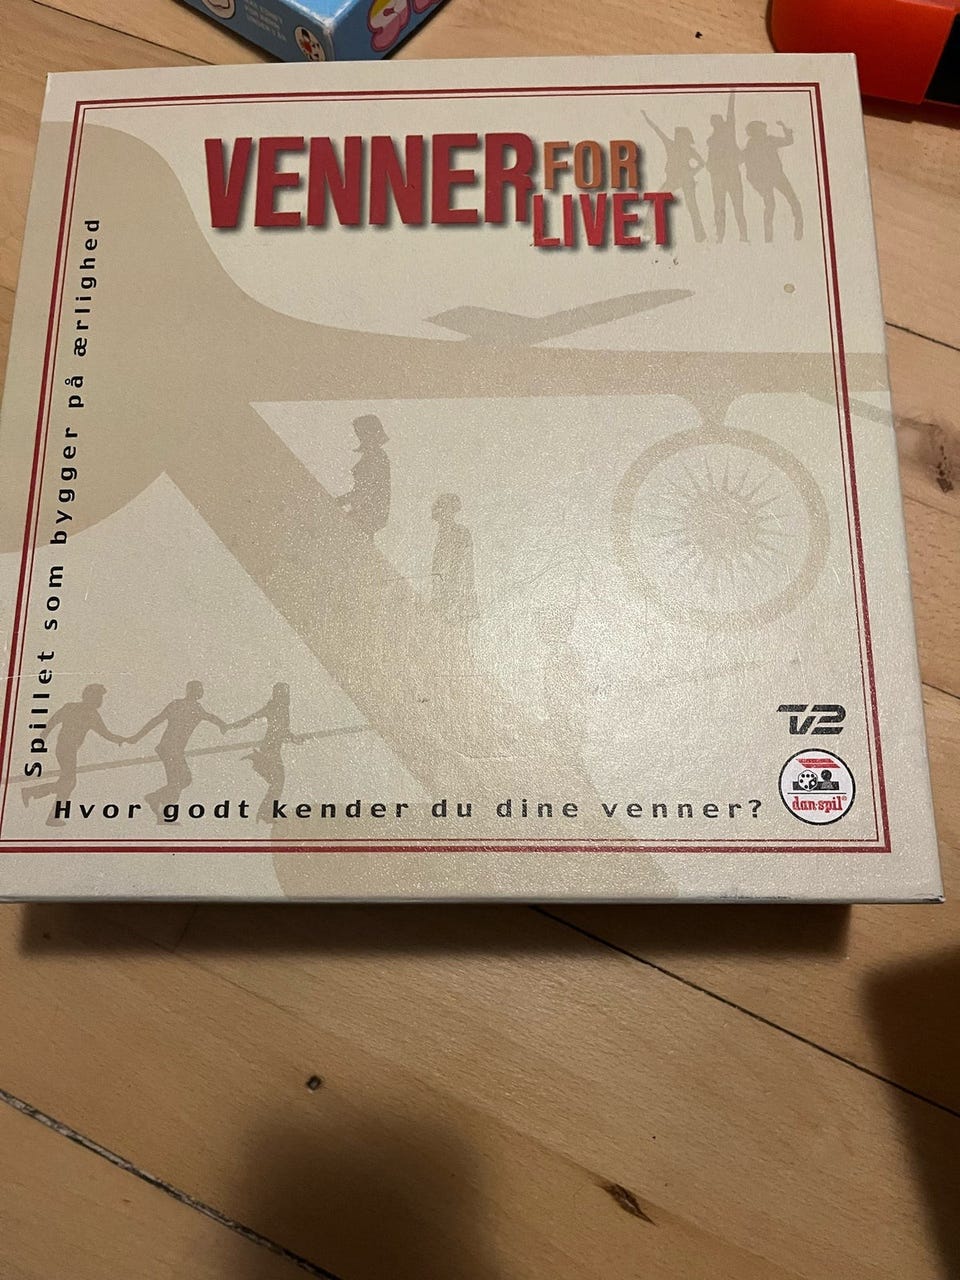 VENNER FOR
LIVET
Spillet som bygger på ærlighed
TV2
dan-spil®
Hvor godt kender du dine venner?